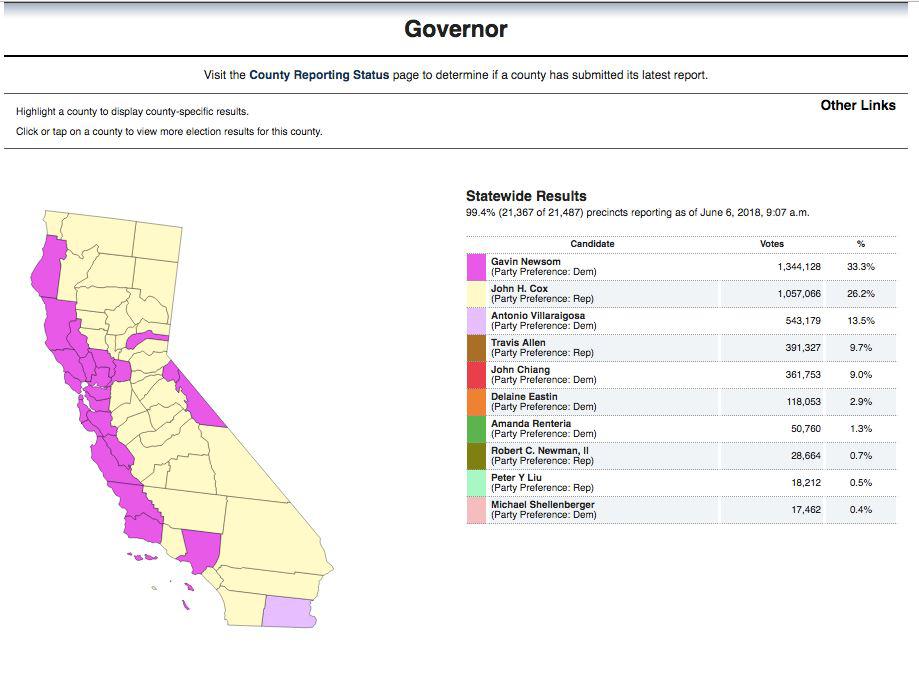 Governor
Visit the County Reporting Status page to determine if a county has submitted its latest report.
Other Links
Highlight a county to display county-specific results.
Click or tap on a county to view more election results for this county.
Statewide Results
99.4% (21,367 of 21,487) precincts reporting as of June 6, 2018, 9:07 a.m.
Candidate Votes %
Gavin Newsom
(Party Preference: Dem) 1,344,128 33.3%
John H. Cox
(Party Preference: Rep) 1,057,066 26.2%
Antonio Villaraigosa
(Party Preference: Dem) 543,179 13.5%
Travis Allen
(Party Preference: Rep) 391,327 9.7%
John Chiang
(Party Preference: Dem) 361,753 9.0%
Delaine Eastin
(Party Preference: Dem) 118,053 2.9%
Amanda Renteria
(Party Preference: Dem) 50,760 1.3%
Robert C. Newman, II
(Party Preference: Rep) 28,664 0.7%
Peter Y Liu
(Party Preference: Rep) 18,212 0.5%
Michael Shellenberger
(Party Preference: Dem) 17,462 0.4%